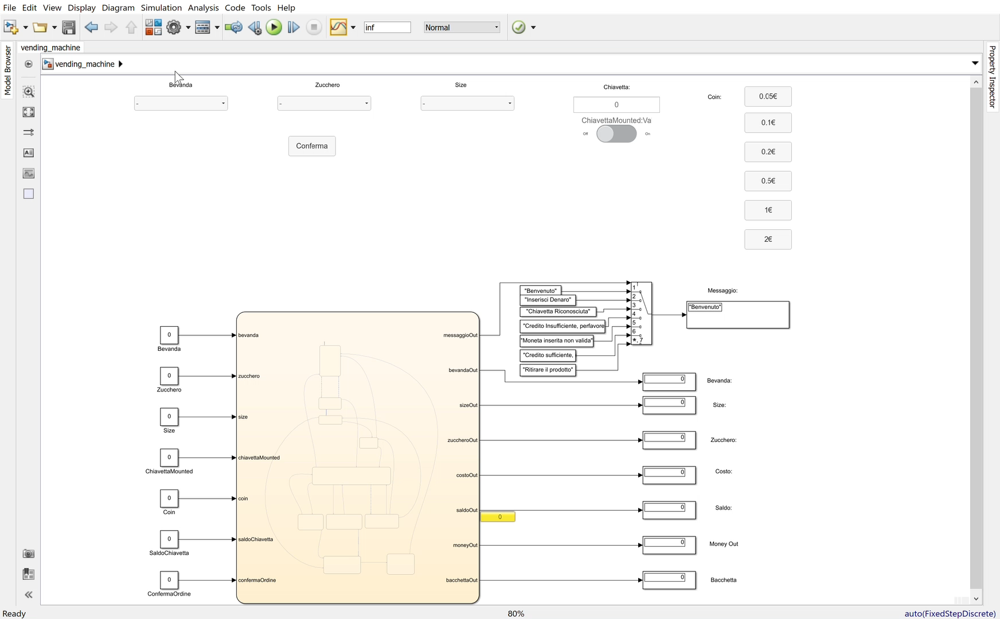 File Edit View Display Diagram Simulation Analysis Code Tools Help
inf
Normal
vending_machine
Model Browser
vending_machine
Property Inspector
Bevanda
Zucchero
Size
Chiavetta:
Coin:
-
-
-
0
ChiavettaMounted:Va
Off
On
Conferma
0.05€
0.1€
0.2€
0.5€
1€
2€
"Benvenuto"
"Inserisci Denaro"
"Chiavetta Riconosciuta"
"Credito Insufficiente, perfavore
"Moneta inserita non valida"
"Credito sufficiente,
"Ritirare il prodotto"
1
2
3
4
5
6
*, 7
Messaggio:
"Benvenuto"
0
Bevanda
0
Zucchero
0
Size
0
ChiavettaMounted
0
Coin
0
SaldoChiavetta
0
ConfermaOrdine
bevanda
zucchero
size
chiavettaMounted
coin
saldoChiavetta
confermaOrdine
messaggioOut
bevandaOut
sizeOut
zuccheroOut
costoOut
saldoOut
moneyOut
bacchettaOut
0
0
Bevanda:
0
Size:
0
Zucchero:
0
Costo:
0
Saldo:
0
Money Out
0
Bacchetta
Ready
80%
auto(FixedStepDiscrete)